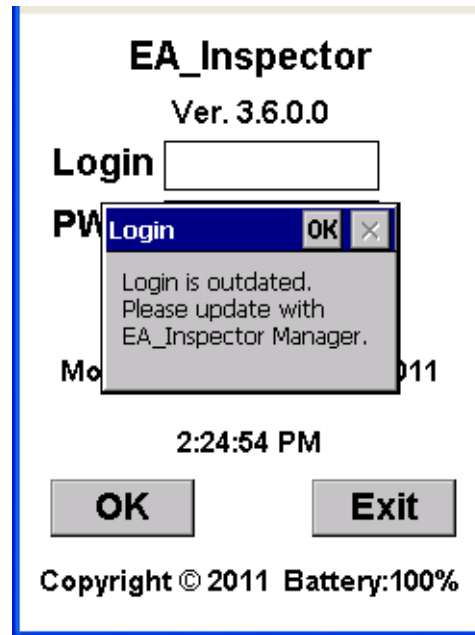 EA_Inspector
Ver. 3.6.0.0
Login
PW
Login OK
Login is outdated.
Please update with
EA_Inspector Manager.
Mo 011
2:24:54 PM
OK Exit
Copyright © 2011 Battery:100%